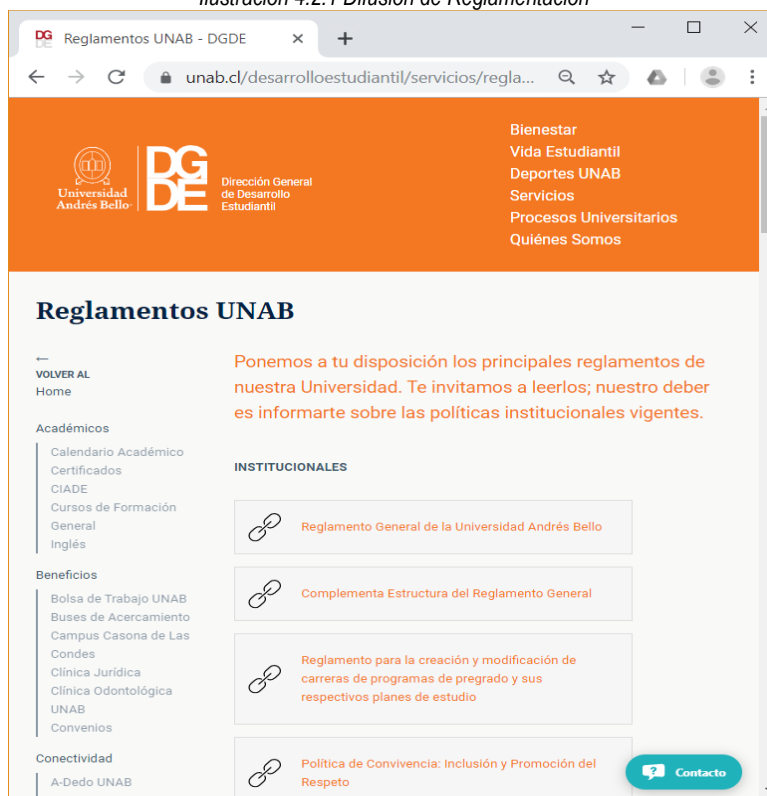 Ilustración 4.2.1 Difusión de Reglamentación
Reglamentos UNAB - DGDE
unab.cl/desarrolloestudiantil/servicios/regla...
Universidad
Andrés Bello
DG
DE
Dirección General
de Desarrollo
Estudiantil
Bienestar
Vida Estudiantil
Deportes UNAB
Servicios
Procesos Universitarios
Quiénes Somos
Reglamentos UNAB
←
VOLVER AL
Home
Académicos
Calendario Académico
Certificados
CIADE
Cursos de Formación
General
Inglés
Beneficios
Bolsa de Trabajo UNAB
Buses de Acercamiento
Campus Casona de Las
Condes
Clínica Jurídica
Clínica Odontológica
UNAB
Convenios
Conectividad
A-Dedo UNAB
Ponemos a tu disposición los principales reglamentos de
nuestra Universidad. Te invitamos a leerlos; nuestro deber
es informarte sobre las políticas institucionales vigentes.
INSTITUCIONALES
Reglamento General de la Universidad Andrés Bello
Complementa Estructura del Reglamento General
Reglamento para la creación y modificación de
carreras de programas de pregrado y sus
respectivos planes de estudio
Política de Convivencia: Inclusión y Promoción del
Respeto
Contacto